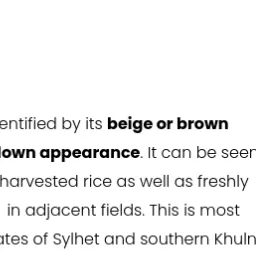 entified by its beige or brown
lown appearance. It can be seen
harvested rice as well as freshly
in adjacent fields. This is most
ates of Sylhet and southern Khuln